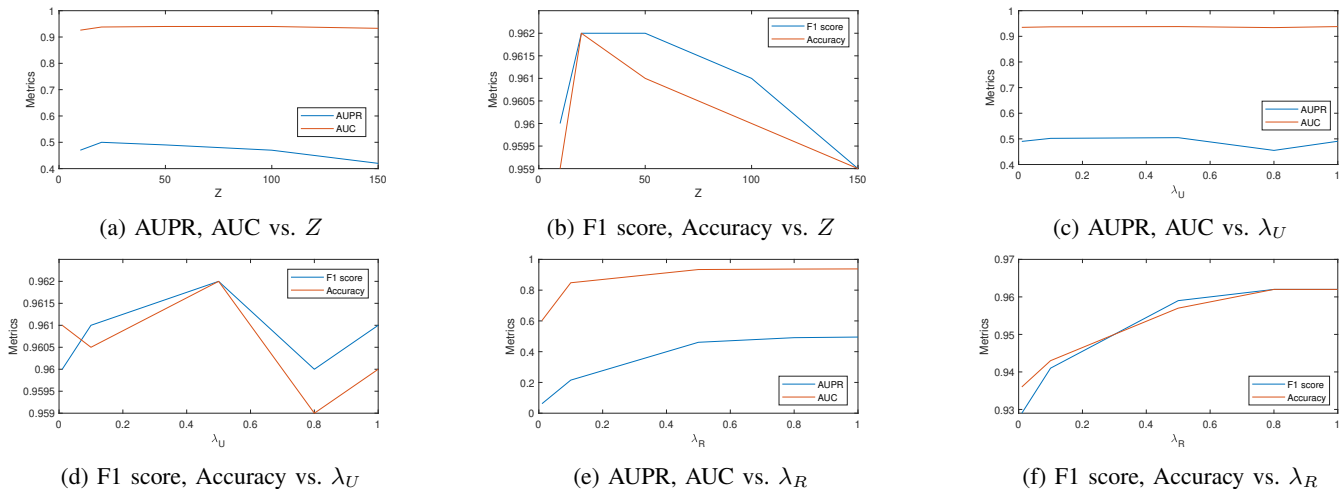 1
0.9
0.8
0.7
0.6
0.5
0.4
Metrics
AUPR
AUC
0
50
100
150
Z
(a) AUPR, AUC vs. Z
0.962
0.9615
0.961
0.9605
0.96
0.9595
0.959
Metrics
F1 score
Accuracy
0
50
100
150
Z
(b) F1 score, Accuracy vs. Z
1
0.9
0.8
0.7
0.6
0.5
0.4
Metrics
AUPR
AUC
0
0.2
0.4
0.6
0.8
1
λ_U
(c) AUPR, AUC vs. λ_U
0.962
0.9615
0.961
0.9605
0.96
0.9595
0.959
Metrics
F1 score
Accuracy
0
0.2
0.4
0.6
0.8
1
λ_U
(d) F1 score, Accuracy vs. λ_U
1
0.8
0.6
0.4
0.2
0
Metrics
AUPR
AUC
0
0.2
0.4
0.6
0.8
1
λ_R
(e) AUPR, AUC vs. λ_R
0.97
0.96
0.95
0.94
0.93
Metrics
F1 score
Accuracy
0
0.2
0.4
0.6
0.8
1
λ_R
(f) F1 score, Accuracy vs. λ_R